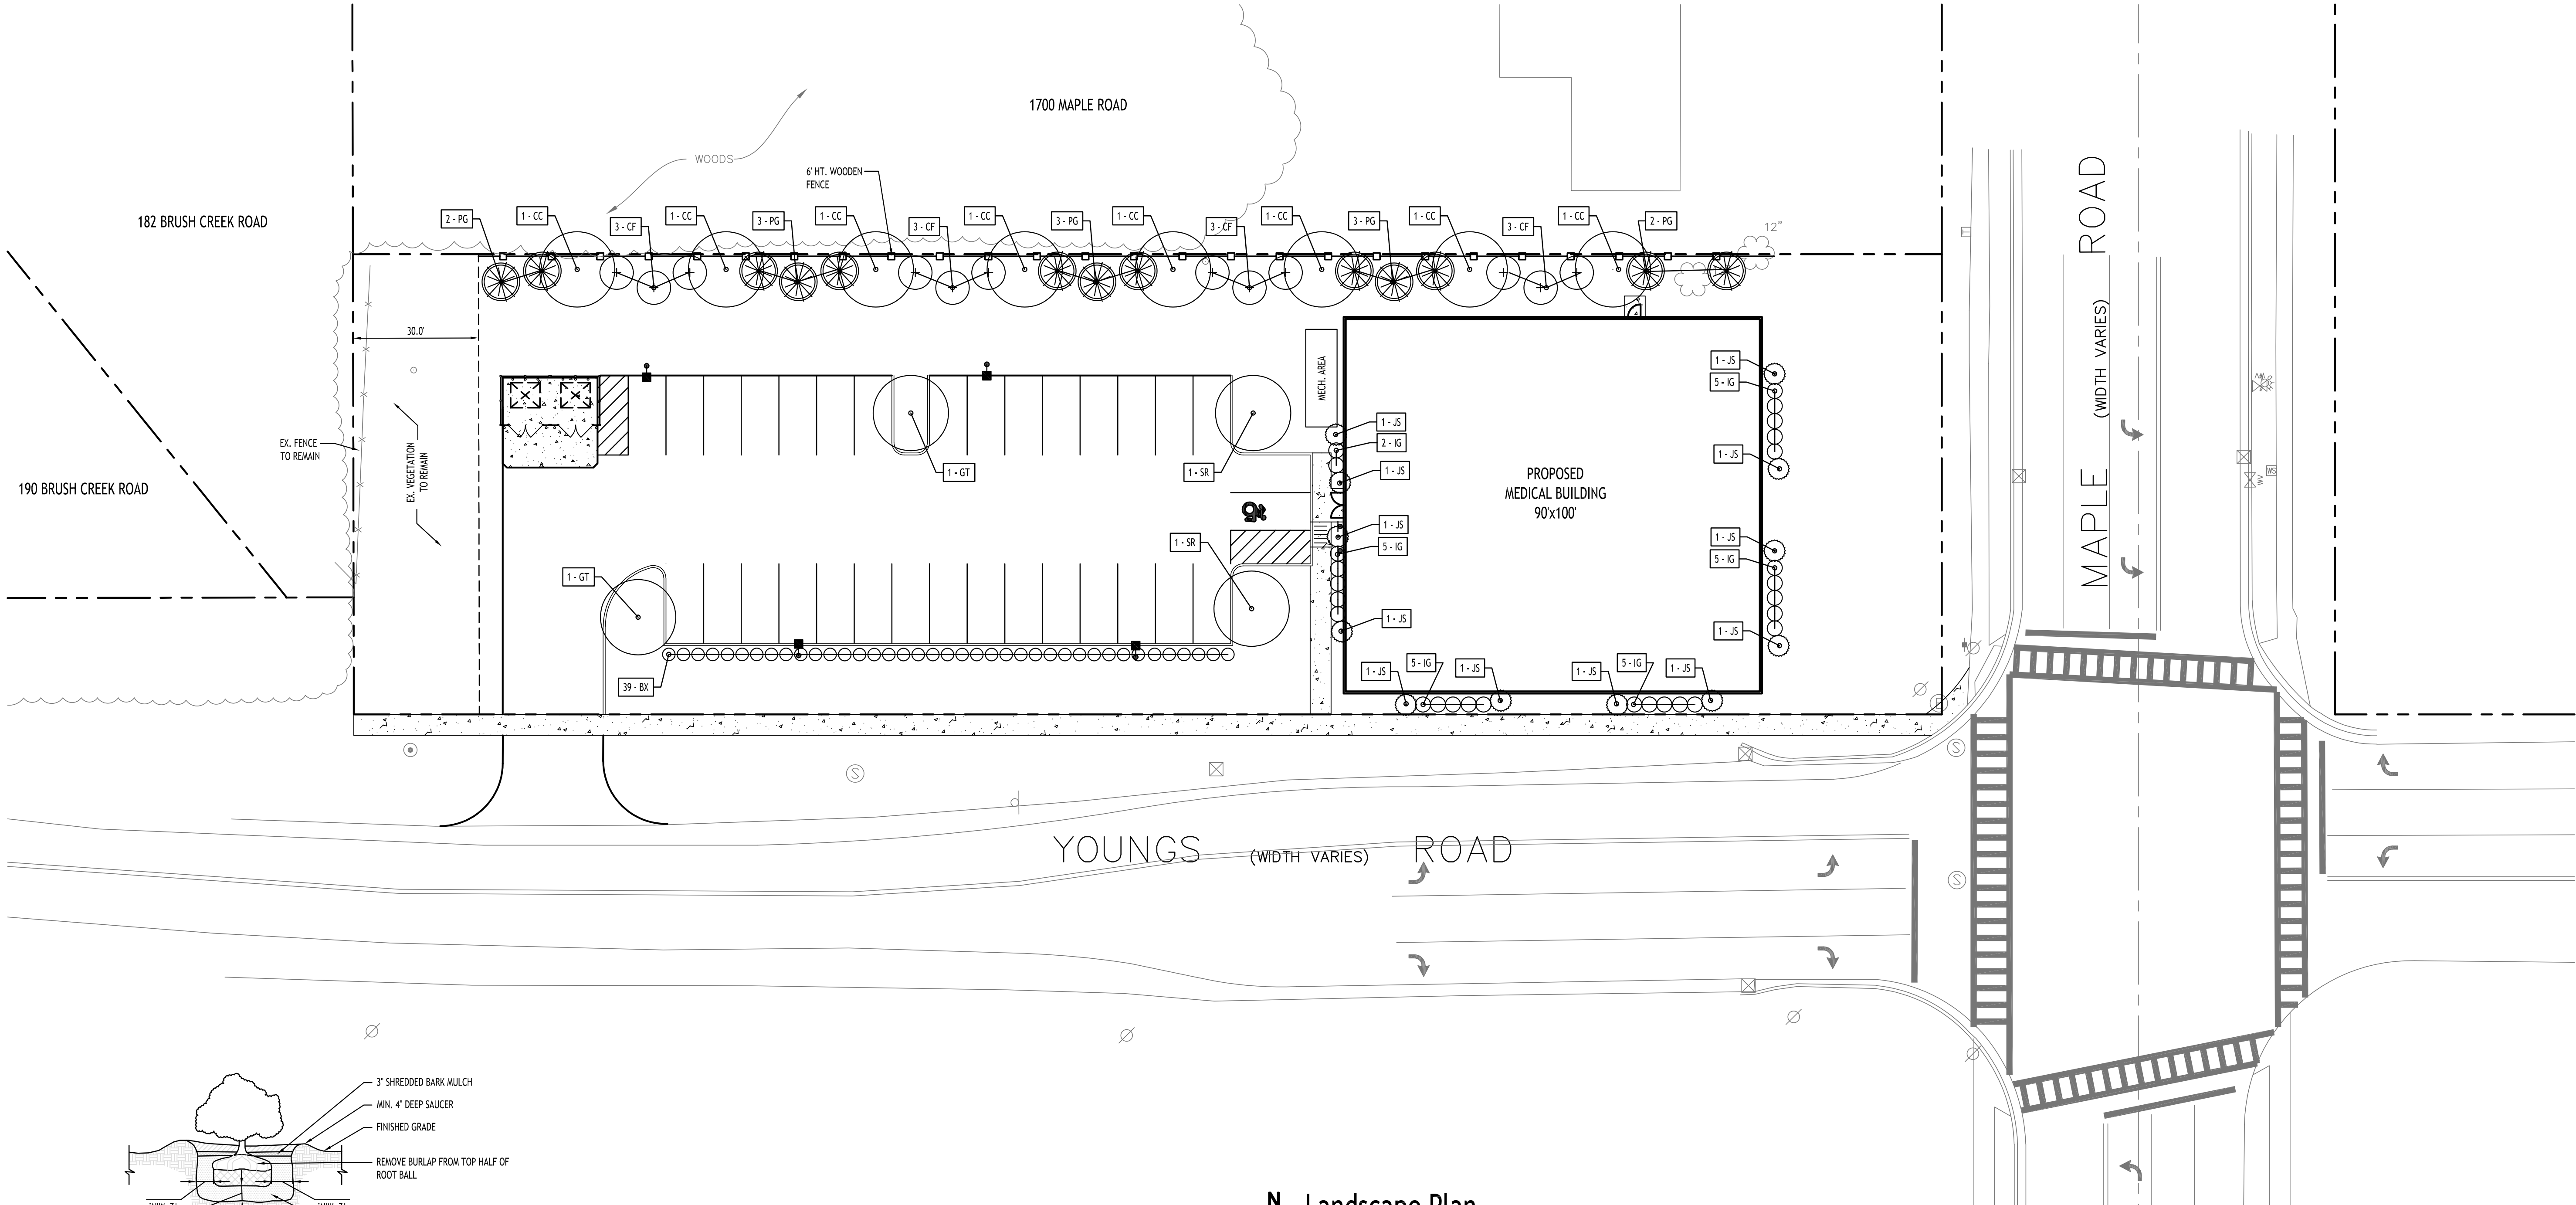 1700 MAPLE ROAD
WOODS
6' HT. WOODEN
FENCE
182 BRUSH CREEK ROAD
2 - PG
1 - CC
3 - CF
1 - CC
3 - PG
1 - CC
3 - CF
1 - CC
3 - PG
1 - CC
3 - CF
1 - CC
3 - PG
1 - CC
3 - CF
1 - CC
2 - PG
12"
30.0'
MECH. AREA
EX. FENCE
TO REMAIN
EX. VEGETATION
TO REMAIN
190 BRUSH CREEK ROAD
1 - GT
1 - SR
1 - JS
2 - IG
1 - JS
1 - JS
5 - IG
1 - JS
PROPOSED
MEDICAL BUILDING
90'x100'
1 - JS
5 - IG
1 - JS
1 - JS
5 - IG
1 - JS
1 - SR
1 - GT
39 - BX
1 - JS
5 - IG
1 - JS
1 - JS
5 - IG
1 - JS
MAPLE (WIDTH VARIES) ROAD
WS
WV
S
S
S
YOUNGS (WIDTH VARIES) ROAD
3" SHREDDED BARK MULCH
MIN. 4" DEEP SAUCER
FINISHED GRADE
REMOVE BURLAP FROM TOP HALF OF
ROOT BALL
N Landscape Plan